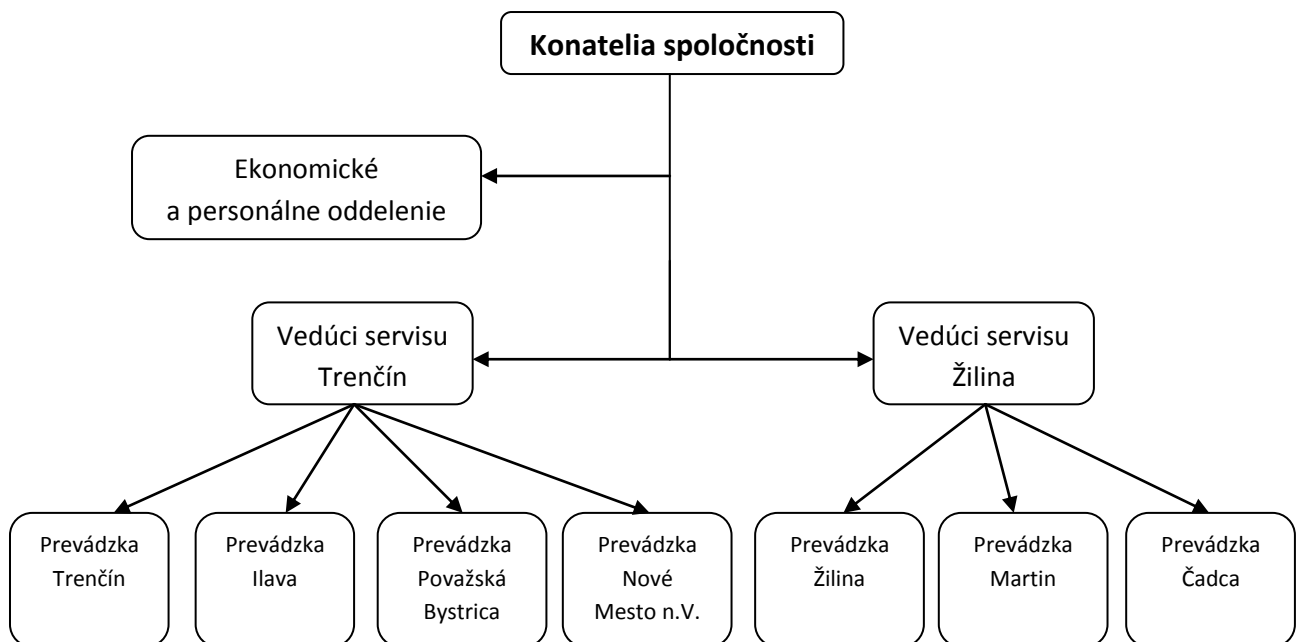 Konatelia spoločnosti
Ekonomické
a personálne oddelenie
Vedúci servisu
Trenčín
Vedúci servisu
Žilina
Prevádzka
Trenčín
Prevádzka
Ilava
Prevádzka
Považská
Bystrica
Prevádzka
Nové
Mesto n.V.
Prevádzka
Žilina
Prevádzka
Martin
Prevádzka
Čadca